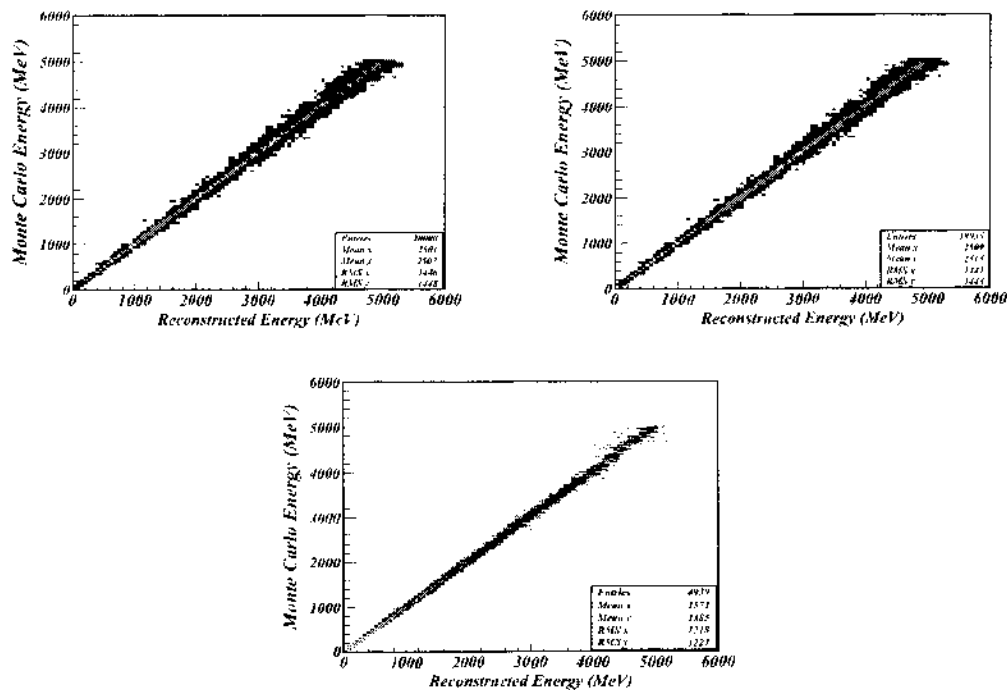 6000
5000
4000
3000
2000
1000
0
Monte Carlo Energy (MeV)
0 1000 2000 3000 4000 5000 6000
Reconstructed Energy (MeV)
Entries
Mean x
Mean y
RMS x 1446
RMS y 1448
6000
5000
4000
3000
2000
1000
0
Monte Carlo Energy (MeV)
0 1000 2000 3000 4000 5000 6000
Reconstructed Energy (MeV)
Entries
Mean x
Mean y
RMS x
RMS y
6000
5000
4000
3000
2000
1000
0
Monte Carlo Energy (MeV)
0 1000 2000 3000 4000 5000 6000
Reconstructed Energy (MeV)
Entries 4939
Mean x
Mean y
RMS x
RMS y